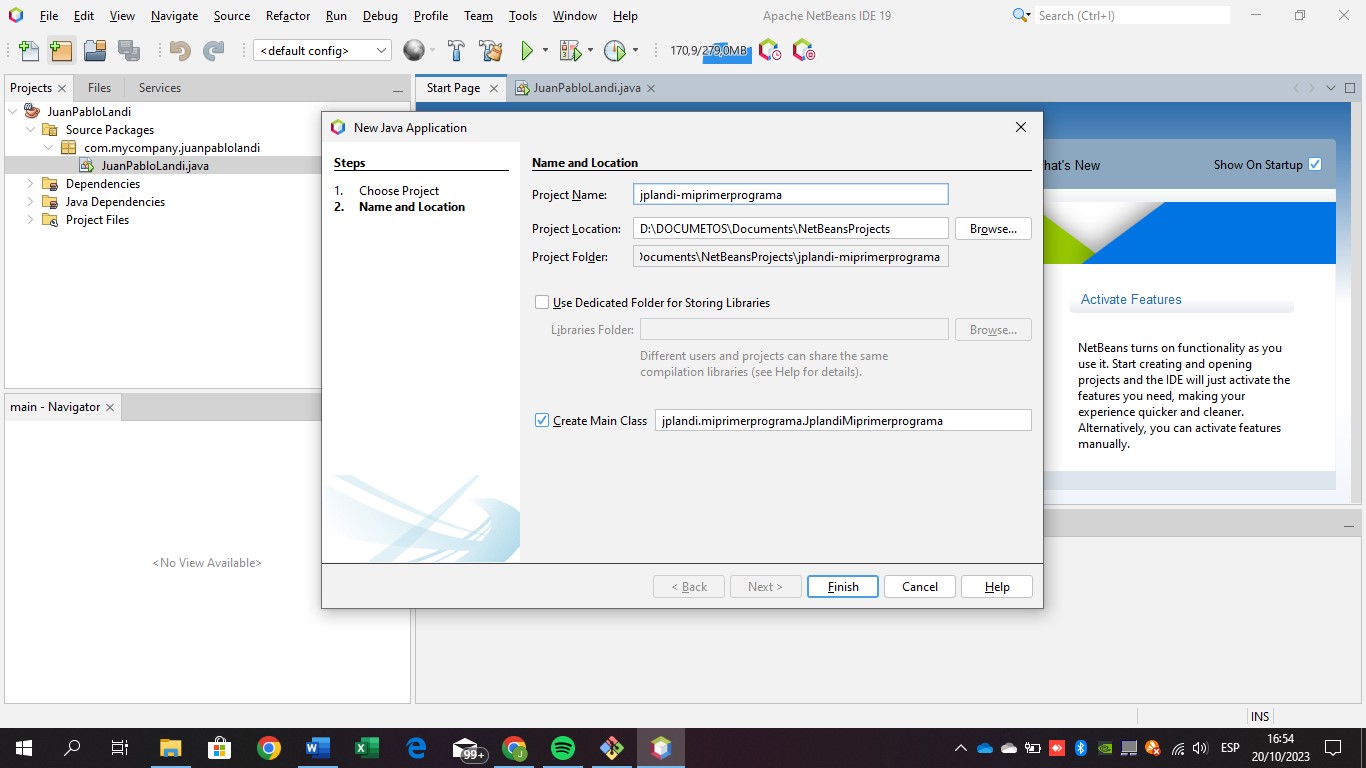 File Edit View Navigate Source Refactor Run Debug Profile Team Tools Window Help
Apache NetBeans IDE 19
Search (Ctrl+I)
<default config>
170,9/279,0MB
Projects
Files
Services
Start Page
JuanPabloLandi.java
JuanPabloLandi
Source Packages
com.mycompany.juanpablolandi
JuanPabloLandi.java
Dependencies
Java Dependencies
Project Files
main - Navigator
<No View Available>
New Java Application
Steps
1. Choose Project
2. Name and Location
Name and Location
Project Name: jplandi-miprimerprograma
Project Location: D:\DOCUMETOS\Documents\NetBeansProjects Browse...
Project Folder: Documents\NetBeansProjects\jplandi-miprimerprograma
Use Dedicated Folder for Storing Libraries
Libraries Folder: Browse...
Different users and projects can share the same
compilation libraries (see Help for details).
Create Main Class jplandi.miprimerprograma.JplandiMiprimerprograma
< Back Next > Finish Cancel Help
hat's New
Show On Startup
Activate Features
NetBeans turns on functionality as you
use it. Start creating and opening
projects and the IDE will just activate the
features you need, making your
experience quicker and cleaner.
Alternatively, you can activate features
manually.
INS
99+
ESP
16:54
20/10/2023